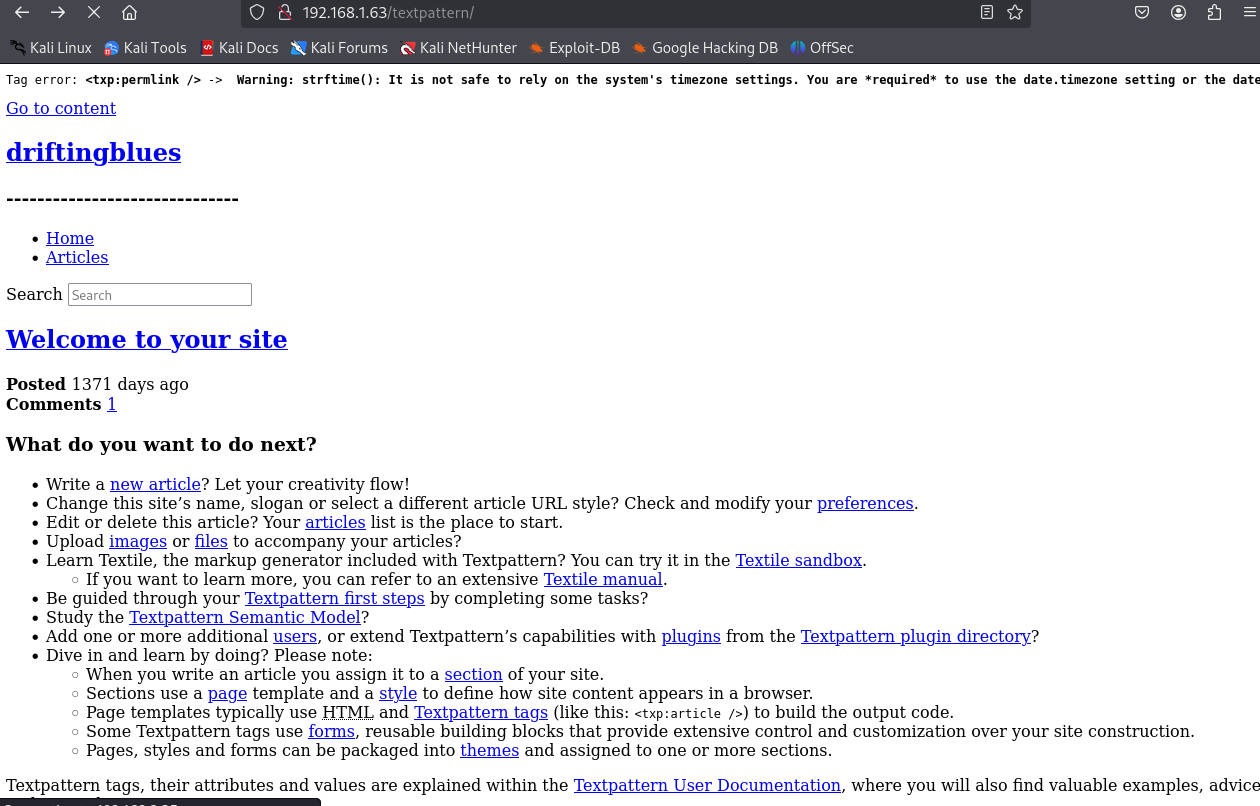 192.168.1.63/textpattern/
Kali Linux Kali Tools Kali Docs Kali Forums Kali NetHunter Exploit-DB Google Hacking DB OffSec
Tag error: <txp:permlink /> -> Warning: strftime(): It is not safe to rely on the system's timezone settings. You are *required* to use the date.timezone setting or the date
Go to content
driftingblues
------------------------------
Home
Articles
Search Search
Welcome to your site
Posted 1371 days ago
Comments 1
What do you want to do next?
Write a new article? Let your creativity flow!
Change this site’s name, slogan or select a different article URL style? Check and modify your preferences.
Edit or delete this article? Your articles list is the place to start.
Upload images or files to accompany your articles?
Learn Textile, the markup generator included with Textpattern? You can try it in the Textile sandbox.
If you want to learn more, you can refer to an extensive Textile manual.
Be guided through your Textpattern first steps by completing some tasks?
Study the Textpattern Semantic Model?
Add one or more additional users, or extend Textpattern’s capabilities with plugins from the Textpattern plugin directory?
Dive in and learn by doing? Please note:
When you write an article you assign it to a section of your site.
Sections use a page template and a style to define how site content appears in a browser.
Page templates typically use HTML and Textpattern tags (like this: <txp:article />) to build the output code.
Some Textpattern tags use forms, reusable building blocks that provide extensive control and customization over your site construction.
Pages, styles and forms can be packaged into themes and assigned to one or more sections.
Textpattern tags, their attributes and values are explained within the Textpattern User Documentation, where you will also find valuable examples, advic